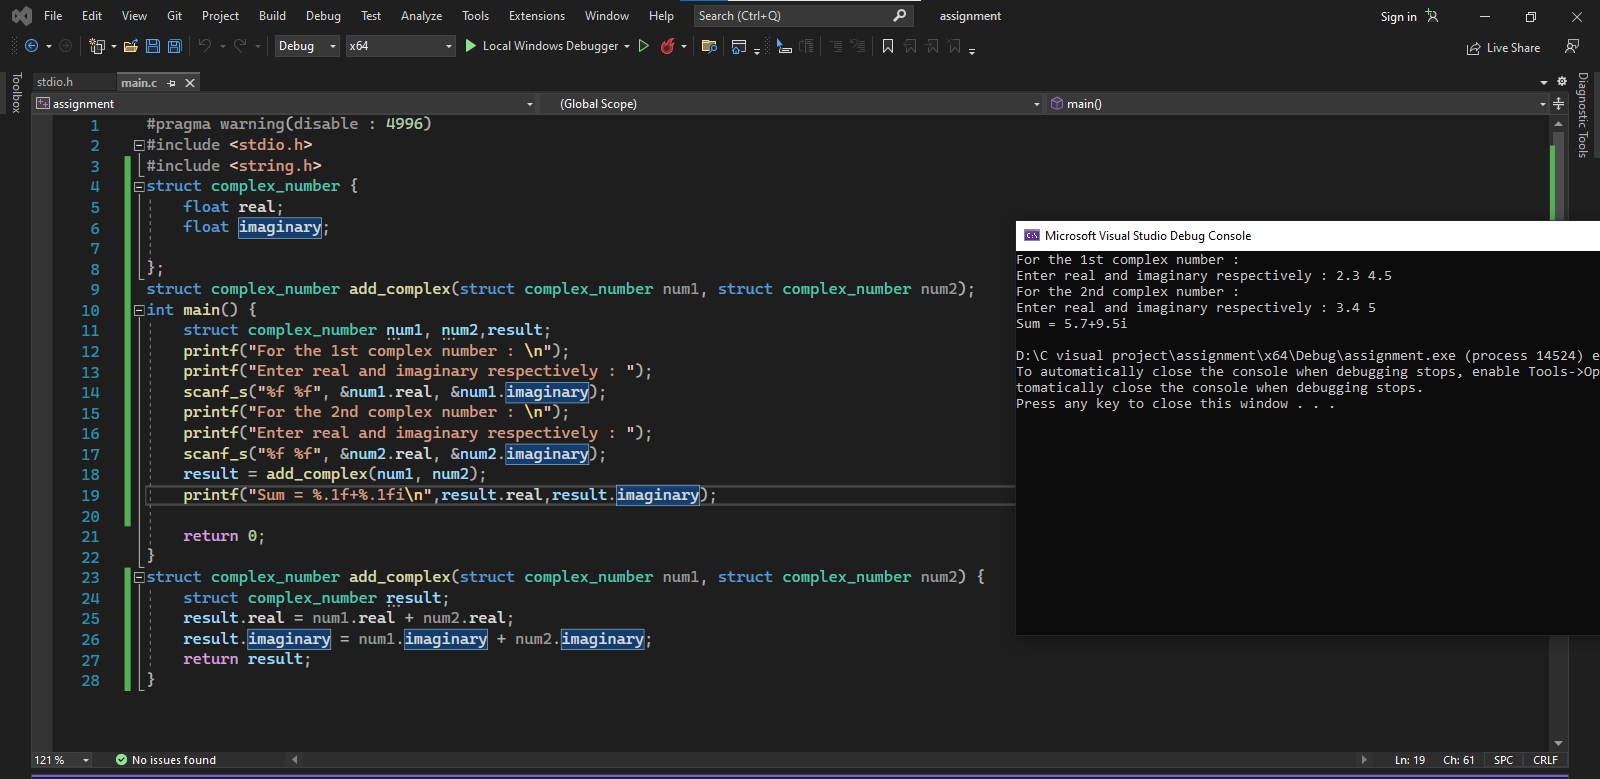 File Edit View Git Project Build Debug Test Analyze Tools Extensions Window Help Search (Ctrl+Q) assignment Sign in
Debug x64 Local Windows Debugger Live Share
Toolbox
stdio.h main.c
Diagnostic Tools
assignment (Global Scope) main()
1 #pragma warning(disable : 4996)
2 #include <stdio.h>
3 #include <string.h>
4 struct complex_number {
5 float real;
6 float imaginary;
7
8 };
9 struct complex_number add_complex(struct complex_number num1, struct complex_number num2);
10 int main() {
11 struct complex_number num1, num2,result;
12 printf("For the 1st complex number : \n");
13 printf("Enter real and imaginary respectively : ");
14 scanf_s("%f %f", &num1.real, &num1.imaginary);
15 printf("For the 2nd complex number : \n");
16 printf("Enter real and imaginary respectively : ");
17 scanf_s("%f %f", &num2.real, &num2.imaginary);
18 result = add_complex(num1, num2);
19 printf("Sum = %.1f+%.1fi\n",result.real,result.imaginary);
20
21 return 0;
22 }
23 struct complex_number add_complex(struct complex_number num1, struct complex_number num2) {
24 struct complex_number result;
25 result.real = num1.real + num2.real;
26 result.imaginary = num1.imaginary + num2.imaginary;
27 return result;
28 }
Microsoft Visual Studio Debug Console
For the 1st complex number :
Enter real and imaginary respectively : 2.3 4.5
For the 2nd complex number :
Enter real and imaginary respectively : 3.4 5
Sum = 5.7+9.5i
D:\C visual project\assignment\x64\Debug\assignment.exe (process 14524) e
To automatically close the console when debugging stops, enable Tools->Op
tomatically close the console when debugging stops.
Press any key to close this window . . .
121 % No issues found Ln: 19 Ch: 61 SPC CRLF